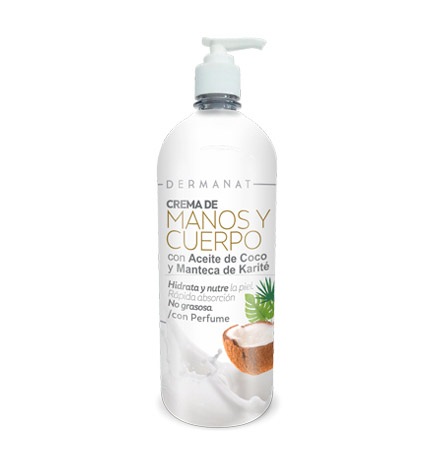 DERMANAT
CREMA DE
MANOS Y
CUERPO
con Aceite de Coco
y Manteca de Karité
Hidrata y nutre la piel
Rápida absorción
No grasosa
/con Perfume